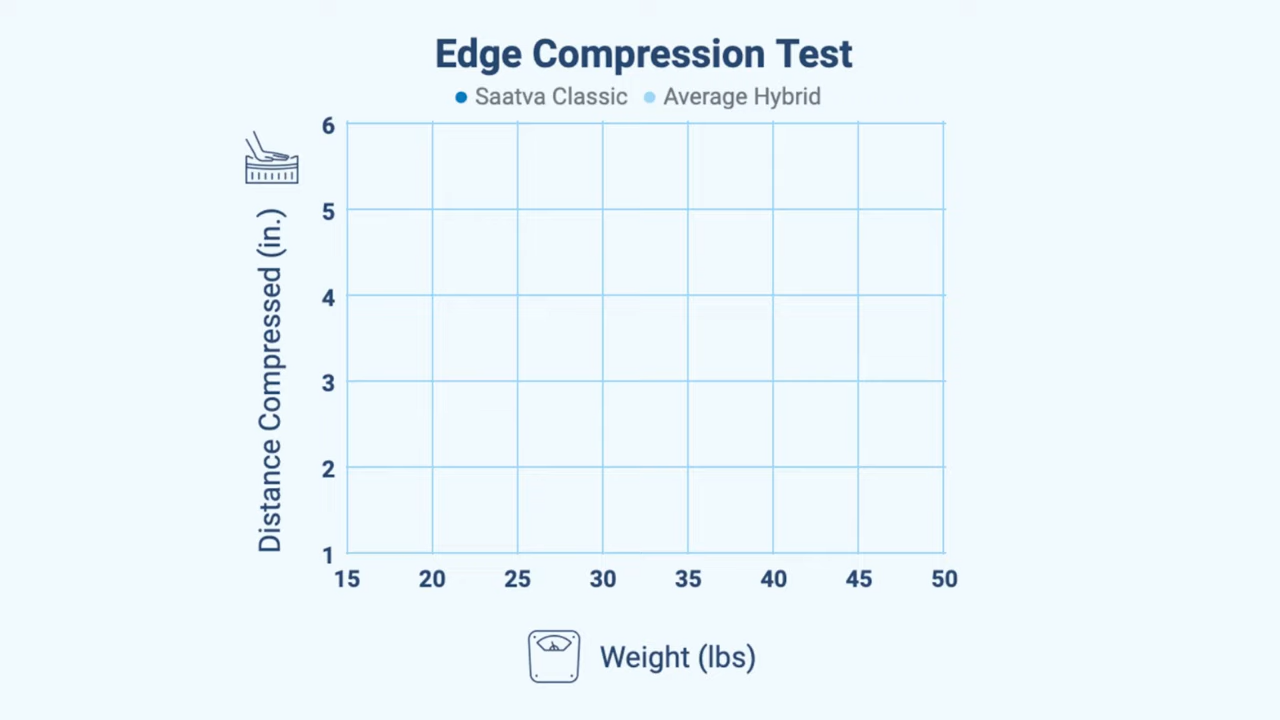 Edge Compression Test
Saatva Classic Average Hybrid
6
5
4
3
2
1
Distance Compressed (in.)
15 20 25 30 35 40 45 50
Weight (lbs)